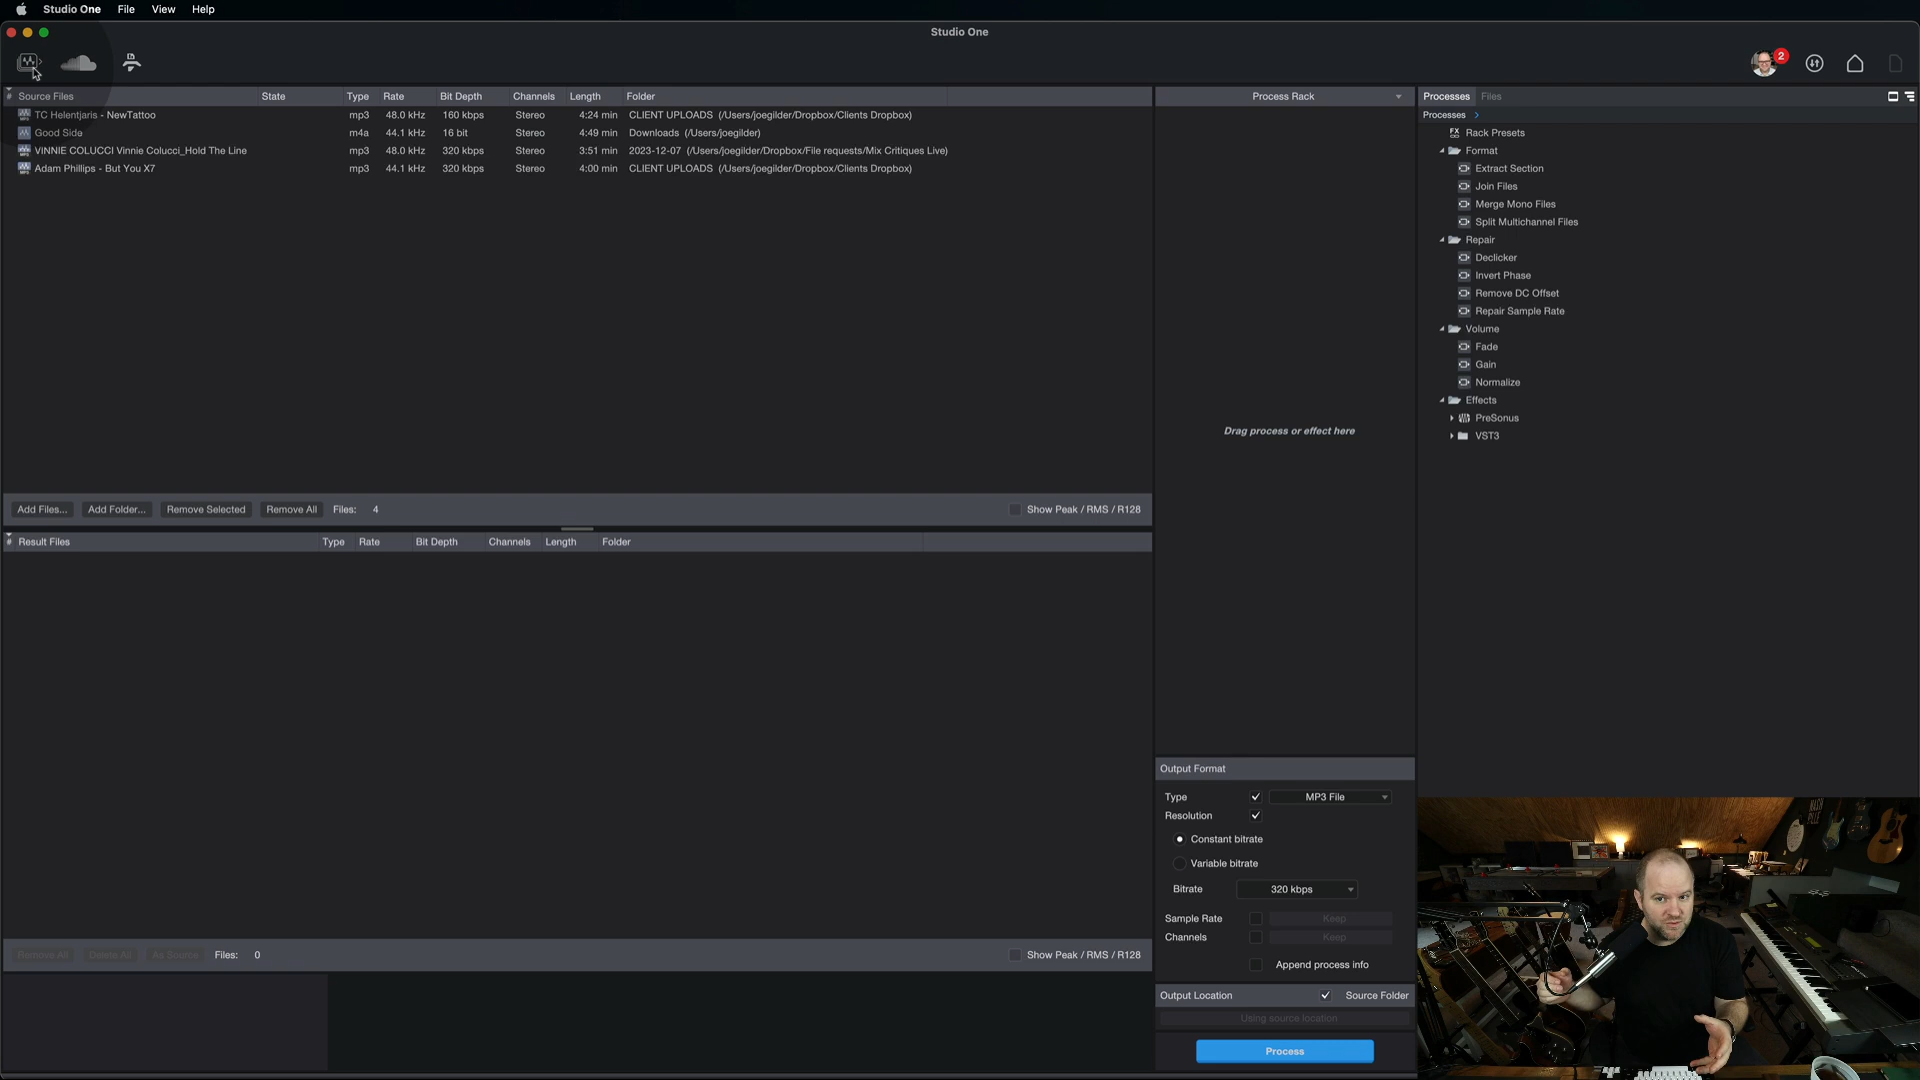 Studio One File View Help
Studio One
2
# Source Files State Type Rate Bit Depth Channels Length Folder
TC Helentjaris - NewTattoo mp3 48.0 kHz 160 kbps Stereo 4:24 min CLIENT UPLOADS (/Users/joegilder/Dropbox/Clients Dropbox)
Good Side m4a 44.1 kHz 16 bit Stereo 4:49 min Downloads (/Users/joegilder)
VINNIE COLUCCI Vinnie Colucci_Hold The Line mp3 48.0 kHz 320 kbps Stereo 3:51 min 2023-12-07 (/Users/joegilder/Dropbox/File requests/Mix Critiques Live)
Adam Phillips - But You X7 mp3 44.1 kHz 320 kbps Stereo 4:00 min CLIENT UPLOADS (/Users/joegilder/Dropbox/Clients Dropbox)
Add Files... Add Folder... Remove Selected Remove All Files: 4 Show Peak / RMS / R128
# Result Files Type Rate Bit Depth Channels Length Folder
Remove All Delete All As Source Files: 0 Show Peak / RMS / R128
Process Rack
Drag process or effect here
Output Format
Type MP3 File
Resolution
Constant bitrate
Variable bitrate
Bitrate 320 kbps
Sample Rate Keep
Channels Keep
Append process info
Output Location Source Folder
Using source location
Process
Processes Files
Processes >
FX Rack Presets
Format
Extract Section
Join Files
Merge Mono Files
Split Multichannel Files
Repair
Declicker
Invert Phase
Remove DC Offset
Repair Sample Rate
Volume
Fade
Gain
Normalize
Effects
PreSonus
VST3